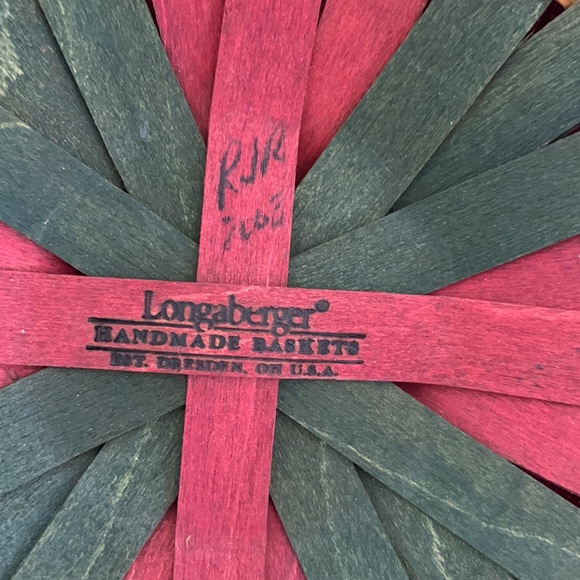 RJR
2002
Longaberger®
HANDMADE BASKETS
EST. DRESDEN, OH U.S.A.